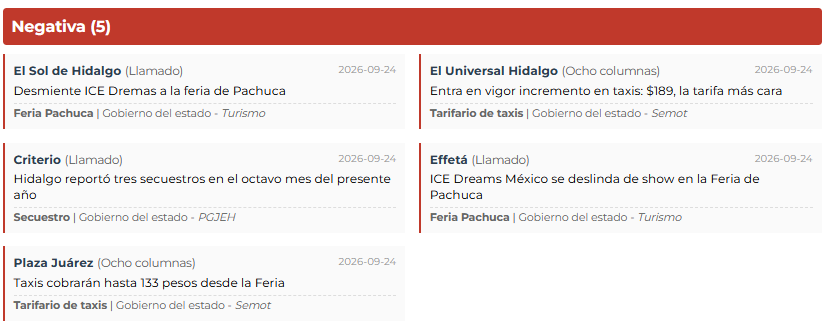 Negativa (5)
El Sol de Hidalgo (Llamado) 2026-09-24
Desmiente ICE Dremas a la feria de Pachuca
Feria Pachuca | Gobierno del estado - Turismo
El Universal Hidalgo (Ocho columnas) 2026-09-24
Entra en vigor incremento en taxis: $189, la tarifa más cara
Tarifario de taxis | Gobierno del estado - Semot
Criterio (Llamado) 2026-09-24
Hidalgo reportó tres secuestros en el octavo mes del presente
año
Secuestro | Gobierno del estado - PGJEH
Effetá (Llamado) 2026-09-24
ICE Dreams México se deslinda de show en la Feria de
Pachuca
Feria Pachuca | Gobierno del estado - Turismo
Plaza Juárez (Ocho columnas) 2026-09-24
Taxis cobrarán hasta 133 pesos desde la Feria
Tarifario de taxis | Gobierno del estado - Semot